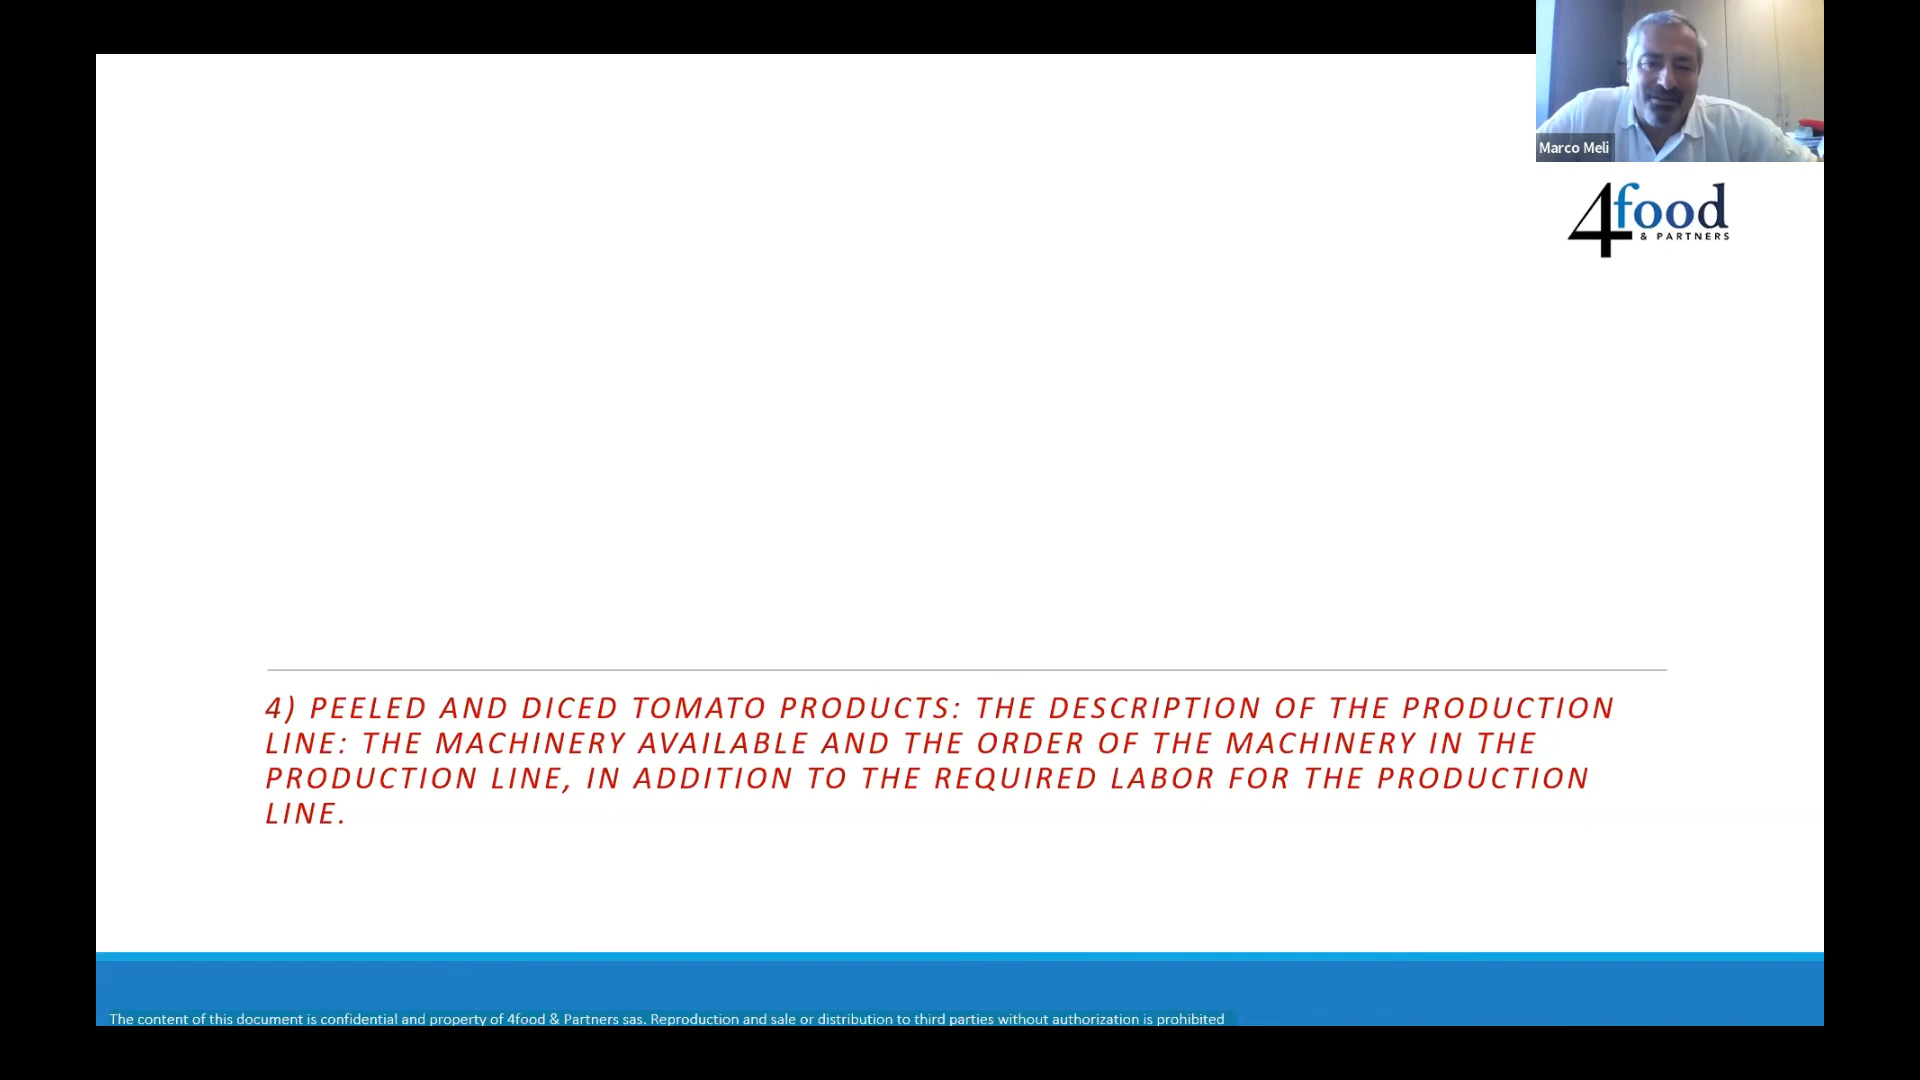 Marco Meli
4food
& PARTNERS
4) PEELED AND DICED TOMATO PRODUCTS: THE DESCRIPTION OF THE PRODUCTION
LINE: THE MACHINERY AVAILABLE AND THE ORDER OF THE MACHINERY IN THE
PRODUCTION LINE, IN ADDITION TO THE REQUIRED LABOR FOR THE PRODUCTION
LINE.
The content of this document is confidential and property of 4food & Partners sas. Reproduction and sale or distribution to third parties without authorization is prohibited